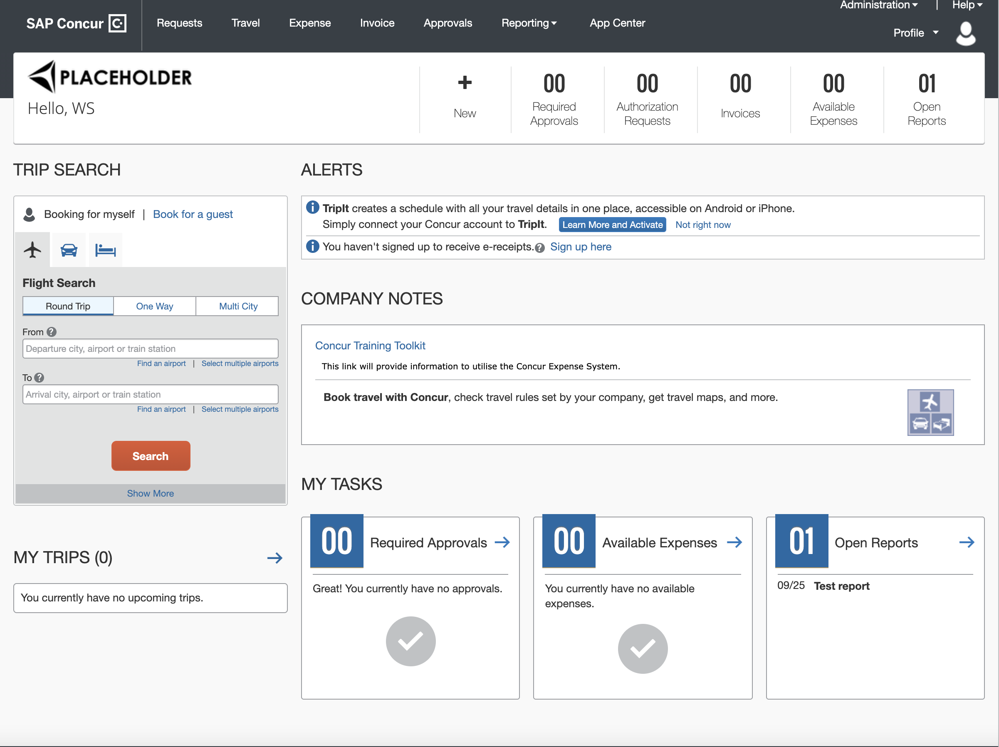 SAP Concur
Requests
Travel
Expense
Invoice
Approvals
Reporting
App Center
Administration
|
Help
Profile
PLACEHOLDER
Hello, WS
+
New
00
Required
Approvals
00
Authorization
Requests
00
Invoices
00
Available
Expenses
01
Open
Reports
TRIP SEARCH
Booking for myself | Book for a guest
Flight Search
Round Trip
One Way
Multi City
From ?
Departure city, airport or train station
Find an airport | Select multiple airports
To ?
Arrival city, airport or train station
Find an airport | Select multiple airports
Search
Show More
MY TRIPS (0)
You currently have no upcoming trips.
ALERTS
TripIt creates a schedule with all your travel details in one place, accessible on Android or iPhone.
Simply connect your Concur account to TripIt. Learn More and Activate Not right now
You haven't signed up to receive e-receipts. ? Sign up here
COMPANY NOTES
Concur Training Toolkit
This link will provide information to utilise the Concur Expense System.
Book travel with Concur, check travel rules set by your company, get travel maps, and more.
MY TASKS
00 Required Approvals
Great! You currently have no approvals.
00 Available Expenses
You currently have no available
expenses.
01 Open Reports
09/25 Test report